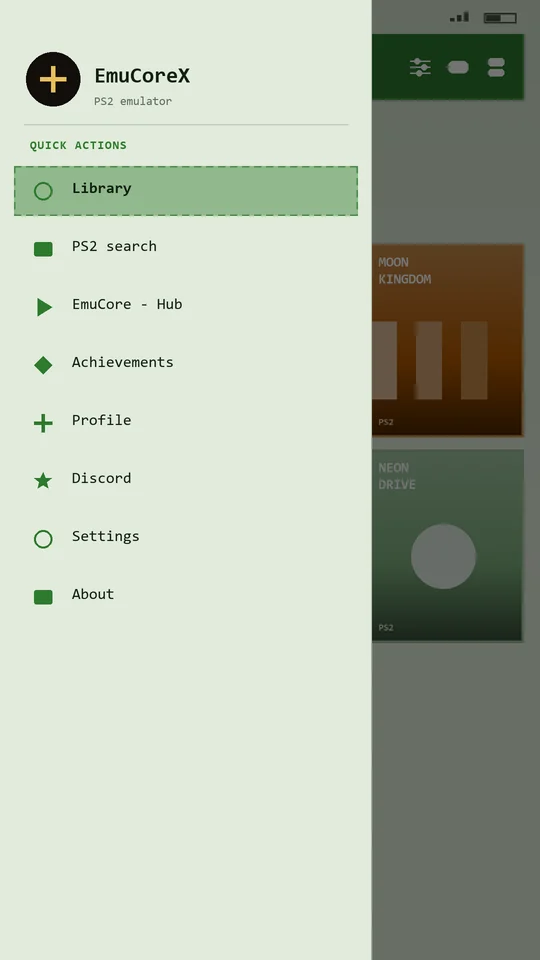 EmuCoreX
PS2 emulator
QUICK ACTIONS
Library
PS2 search
EmuCore - Hub
Achievements
Profile
Discord
Settings
About
MOON
KINGDOM
PS2
NEON
DRIVE
PS2